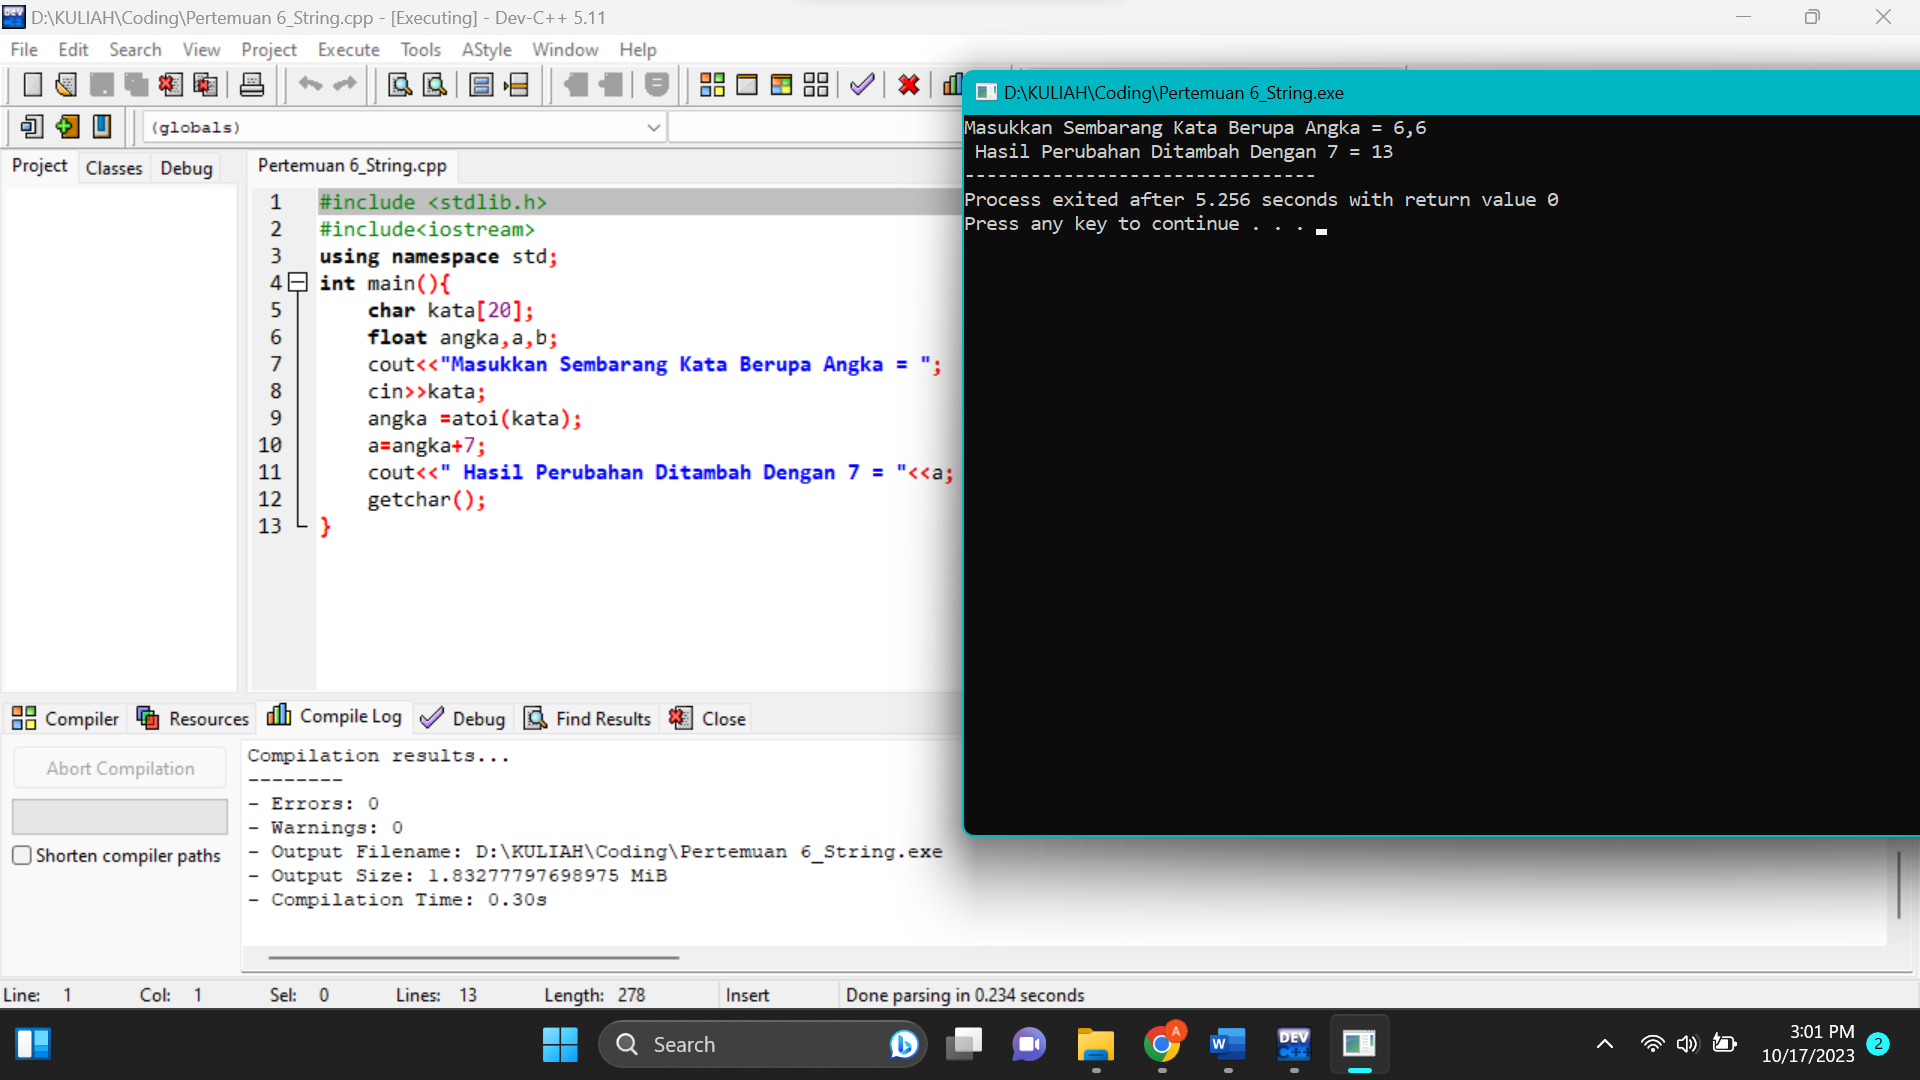 D:\KULIAH\Coding\Pertemuan 6_String.cpp - [Executing] - Dev-C++ 5.11
File Edit Search View Project Execute Tools AStyle Window Help
(globals)
Project Classes Debug
Pertemuan 6_String.cpp
1 #include <stdlib.h>
2 #include<iostream>
3 using namespace std;
4 int main(){
5 char kata[20];
6 float angka,a,b;
7 cout<<"Masukkan Sembarang Kata Berupa Angka = ";
8 cin>>kata;
9 angka =atoi(kata);
10 a=angka+7;
11 cout<<" Hasil Perubahan Ditambah Dengan 7 = "<<a;
12 getchar();
13 }
D:\KULIAH\Coding\Pertemuan 6_String.exe
Masukkan Sembarang Kata Berupa Angka = 6,6
 Hasil Perubahan Ditambah Dengan 7 = 13
--------------------------------
Process exited after 5.256 seconds with return value 0
Press any key to continue . . .
Compiler Resources Compile Log Debug Find Results Close
Abort Compilation
Shorten compiler paths
Compilation results...
--------
- Errors: 0
- Warnings: 0
- Output Filename: D:\KULIAH\Coding\Pertemuan 6_String.exe
- Output Size: 1.83277797698975 MiB
- Compilation Time: 0.30s
Line: 1 Col: 1 Sel: 0 Lines: 13 Length: 278 Insert Done parsing in 0.234 seconds
Search
A
W
DEV C++
3:01 PM
10/17/2023
2